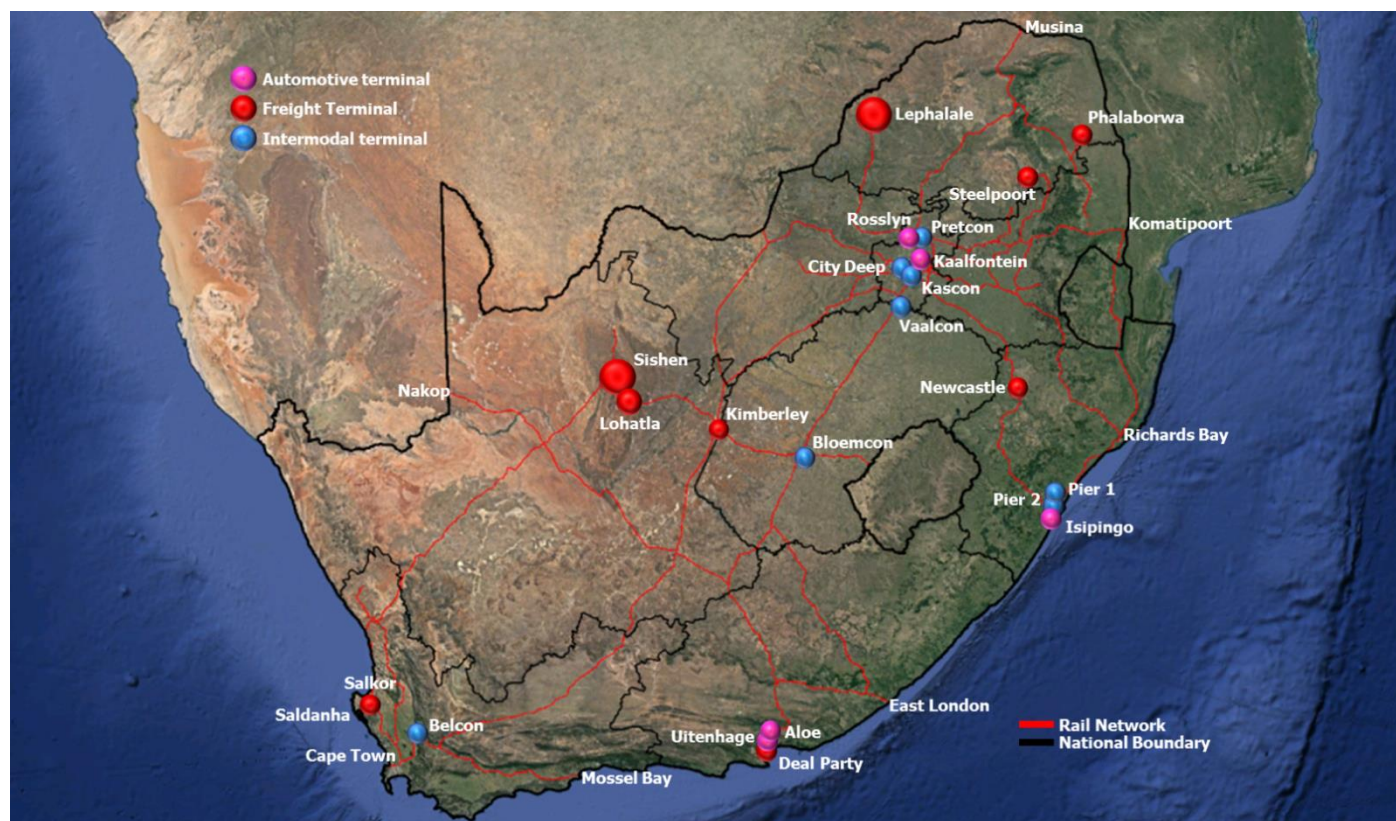 Musina
Automotive terminal
Freight Terminal
Intermodal terminal
Lephalale
Phalaborwa
Steelpoort
Rosslyn
Pretcon
Komatipoort
City Deep
Kaalfontein
Kascon
Vaalcon
Sishen
Nakop
Newcastle
Lohatla
Kimberley
Bloemcon
Richards Bay
Pier 1
Pier 2
Isipingo
Salkor
Saldanha
Belcon
East London
Uitenhage
Aloe
Rail Network
National Boundary
Cape Town
Deal Party
Mossel Bay